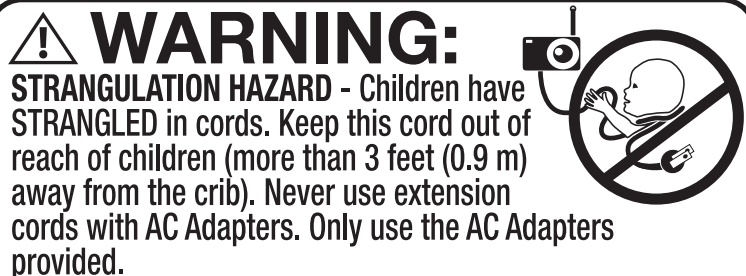 WARNING:
STRANGULATION HAZARD - Children have
STRANGLED in cords. Keep this cord out of
reach of children (more than 3 feet (0.9 m)
away from the crib). Never use extension
cords with AC Adapters. Only use the AC Adapters
provided.